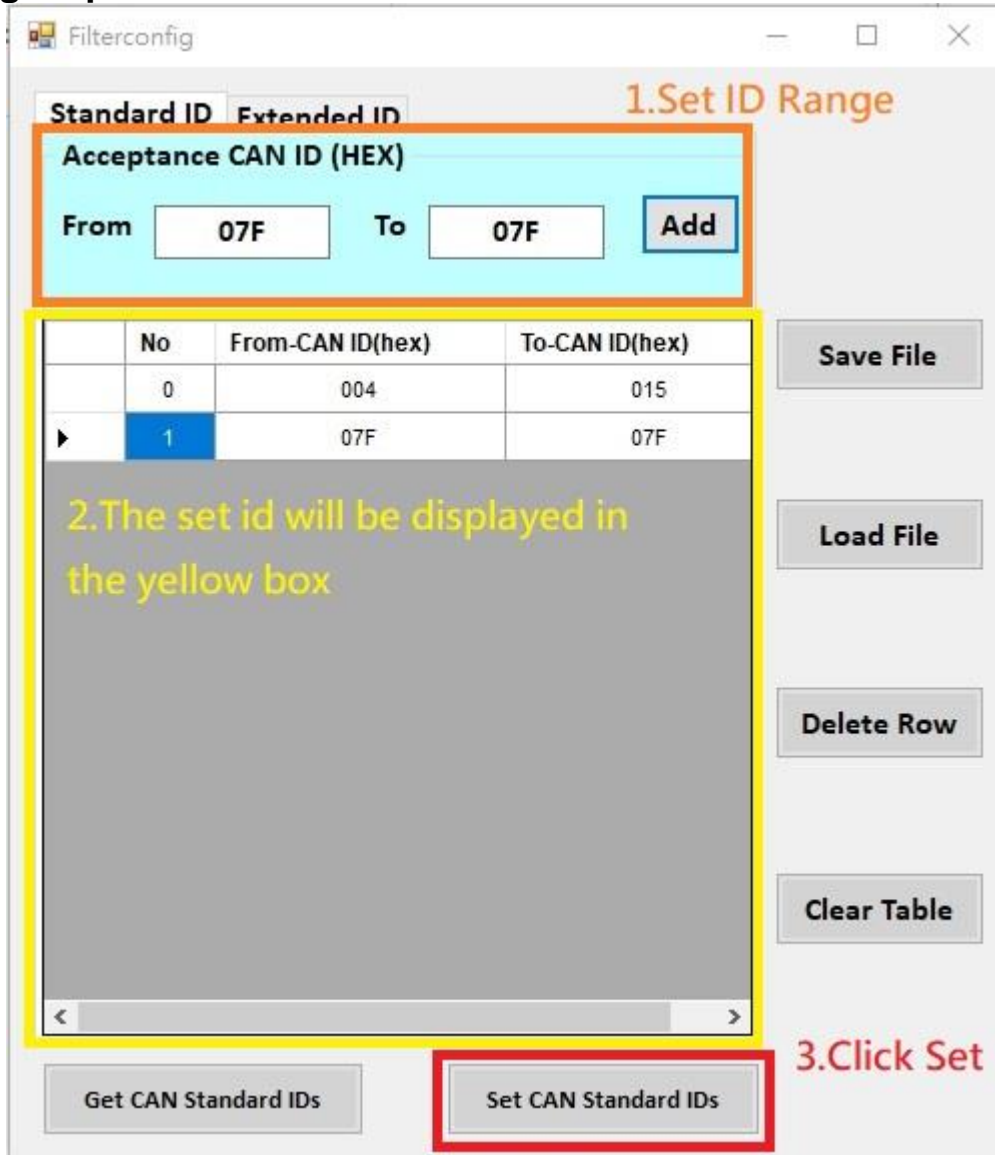 Filterconfig
1.Set ID Range
Standard ID Extended ID
Acceptance CAN ID (HEX)
From 07F To 07F Add
No From-CAN ID(hex) To-CAN ID(hex)
0 004 015
1 07F 07F
2.The set id will be displayed in
the yellow box
Save File
Load File
Delete Row
Clear Table
3.Click Set
Get CAN Standard IDs Set CAN Standard IDs